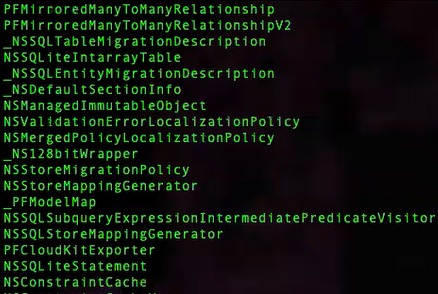 PFMirroredManyToManyRelationship
PFMirroredManyToManyRelationshipV2
_NSSQLTableMigrationDescription
NSSQLiteIntarrayTable
_NSSQLEntityMigrationDescription
_NSDefaultSectionInfo
NSManagedImmutableObject
NSValidationErrorLocalizationPolicy
NSMergedPolicyLocalizationPolicy
_NS128bitWrapper
NSStoreMigrationPolicy
NSStoreMappingGenerator
_PFModelMap
NSSQLSubqueryExpressionIntermediatePredicateVisitor
NSSQLStoreMappingGenerator
PFCloudKitExporter
NSSQLiteStatement
NSConstraintCache